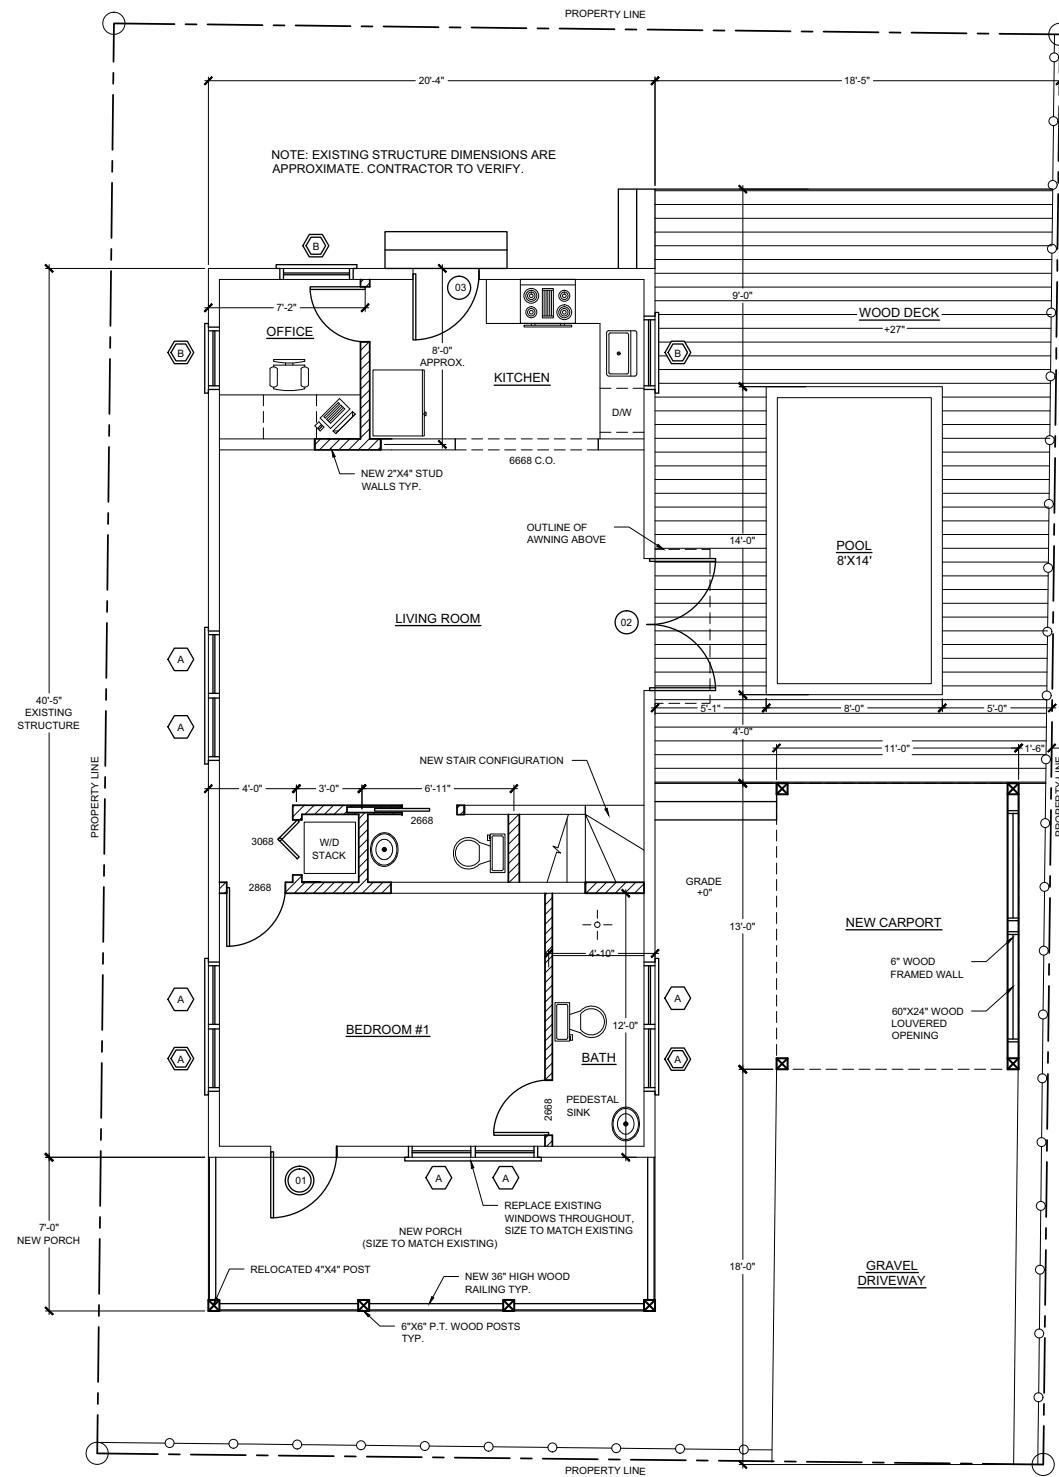 PROPERTY LINE
20'-4"
18'-5"
NOTE: EXISTING STRUCTURE DIMENSIONS ARE
APPROXIMATE. CONTRACTOR TO VERIFY.
B
03
7'-2"
OFFICE
B
8'-0"
APPROX.
KITCHEN
B
D/W
9'-0"
WOOD DECK
+27"
6668 C.O.
NEW 2"X4" STUD
WALLS TYP.
OUTLINE OF
AWNING ABOVE
14'-0"
POOL
8'X14'
LIVING ROOM
02
A
A
40'-5"
EXISTING
STRUCTURE
PROPERTY LINE
5'-1"
8'-0"
5'-0"
4'-0"
11'-0"
1'-6"
PROPERTY LINE
NEW STAIR CONFIGURATION
4'-0"
3'-0"
6'-11"
2668
3068
W/D
STACK
2868
GRADE
+0"
13'-0"
NEW CARPORT
6" WOOD
FRAMED WALL
60"X24" WOOD
LOUVERED
OPENING
4'-10"
A
A
A
A
BEDROOM #1
12'-0"
BATH
2668
PEDESTAL
SINK
01
A
A
REPLACE EXISTING
WINDOWS THROUGHOUT,
SIZE TO MATCH EXISTING
7'-0"
NEW PORCH
NEW PORCH
(SIZE TO MATCH EXISTING)
RELOCATED 4"X4" POST
NEW 36" HIGH WOOD
RAILING TYP.
6"X6" P.T. WOOD POSTS
TYP.
18'-0"
GRAVEL
DRIVEWAY
PROPERTY LINE